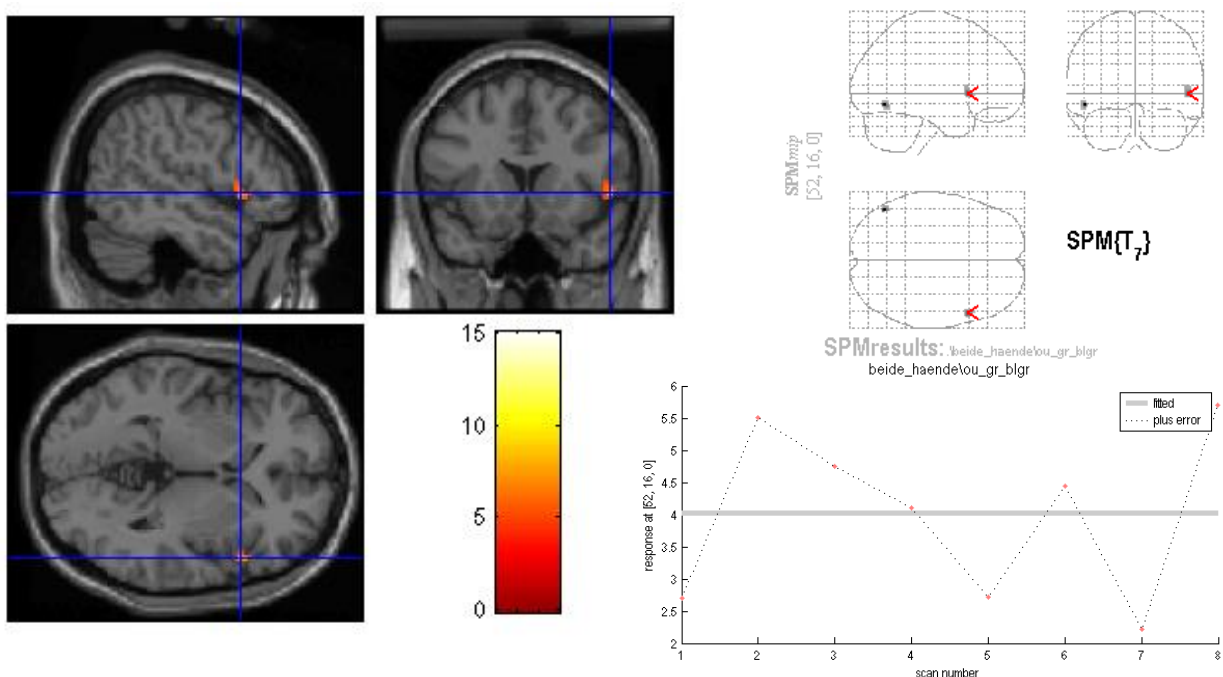 SPMmip
[52, 16, 0]
SPM{T7}
SPMresults: .\beide_haende\ou_gr_blgr
beide_haende\ou_gr_blgr
15
10
5
0
response at [52, 16, 0]
6
5.5
5
4.5
4
3.5
3
2.5
2
fitted
plus error
1 2 3 4 5 6 7 8
scan number